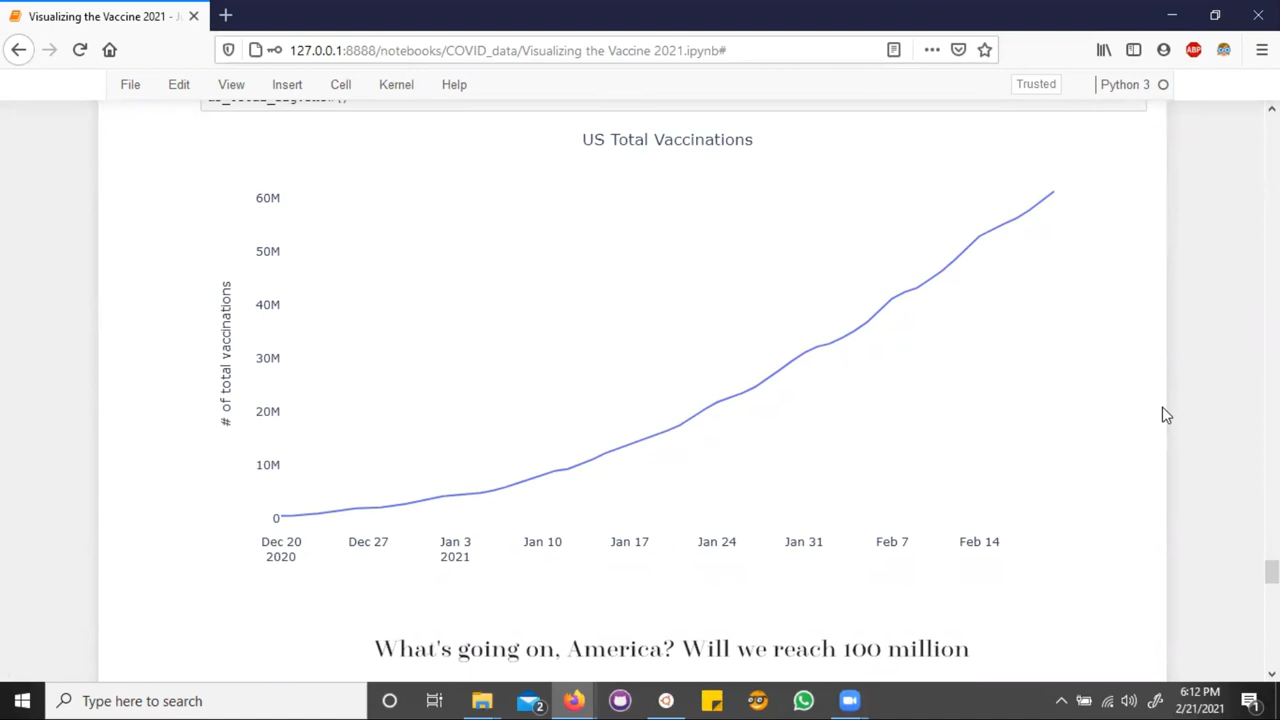 Visualizing the Vaccine 2021 - J
127.0.0.1:8888/notebooks/COVID_data/Visualizing the Vaccine 2021.ipynb#
ABP
File Edit View Insert Cell Kernel Help Trusted Python 3
US Total Vaccinations
# of total vaccinations
60M
50M
40M
30M
20M
10M
0
Dec 20 Dec 27 Jan 3 Jan 10 Jan 17 Jan 24 Jan 31 Feb 7 Feb 14
2020 2021
What's going on, America? Will we reach 100 million
Type here to search
2
6:12 PM
2/21/2021
1